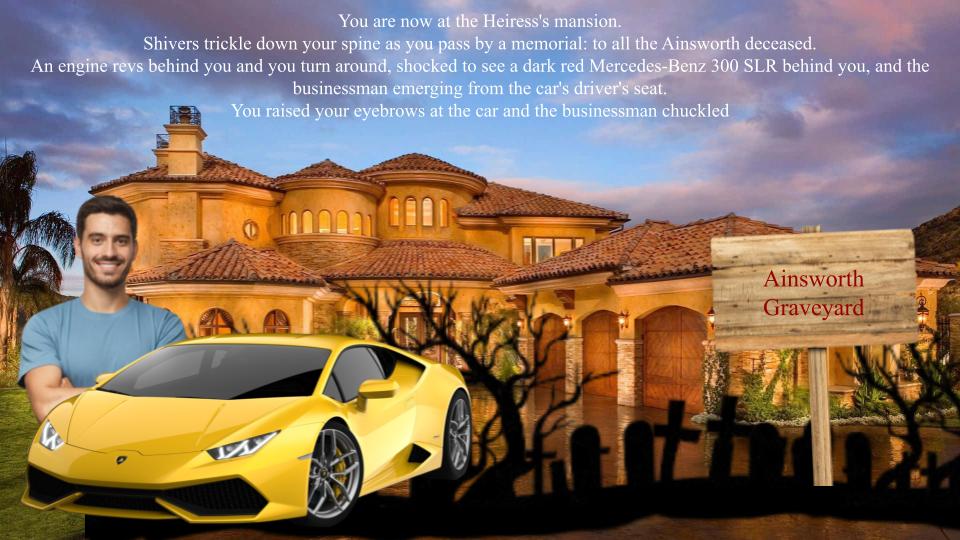 You are now at the Heiress's mansion.
Shivers trickle down your spine as you pass by a memorial: to all the Ainsworth deceased.
An engine revs behind you and you turn around, shocked to see a dark red Mercedes-Benz 300 SLR behind you, and the
businessman emerging from the car's driver's seat.
You raised your eyebrows at the car and the businessman chuckled
Ainsworth
Graveyard